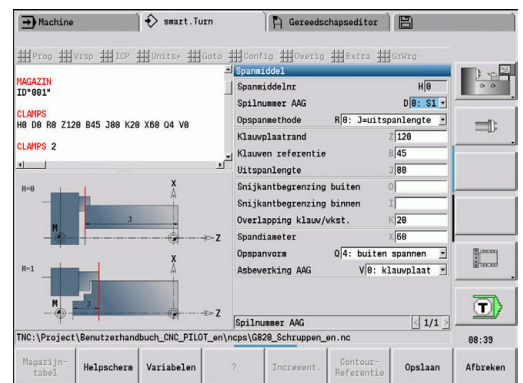 Machine
smart.Turn
Gereedschapseditor
Prog Vrsp ICP Units» Goto Config Overig Extra GrWrg
MAGAZIN
ID"001"
CLAMPS
H0 D0 R0 Z120 B45 J80 K20 X60 Q4 V0
CLAMPS 2
Spanmiddel
Spanmiddelnr H 0
Spilnummer AAG D 0: S1
Opspanmethode R 0: J=uitspanlengte
Klauwplaatrand Z 120
Klauwen referentie B 45
Uitspanlengte J 80
Snijkantbegrenzing buiten O
Snijkantbegrenzing binnen I
Overlapping klauw/wkst. K 20
Spandiameter X 60
Opspanvorm Q 4: buiten spannen
Asbewerking AAG V 0: klauwplaat
Spilnummer AAG 1/1
R=0
X
J
M
Z
R=1
X
M
J
Z
T
TNC:\Project\Benutzerhandbuch_CNC_PILOT_en\ncps\G820_Schruppen_en.nc
08:39
Magazijn-
tabel
Helpscherm
Variabelen
?
Increment.
Contour-
Referentie
Opslaan
Afbreken